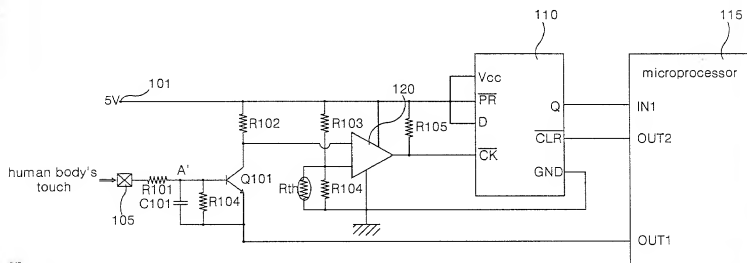 110
115
101
5V
120
Vcc
PR
D
Q
CLR
GND
CK
microprocessor
IN1
OUT2
OUT1
R102
R103
R105
human body's
touch
105
R101
A'
C101
R104
Q101
Rth
R104